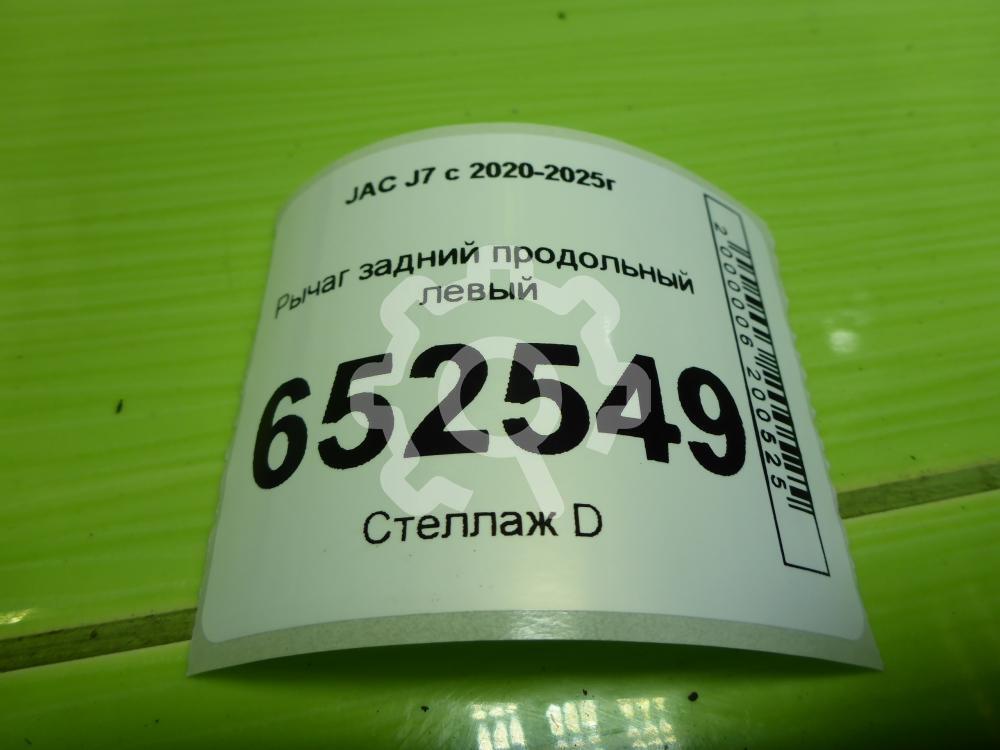 JAC J7 с 2020-2025г
Рычаг задний продольный
левый
652549
Стеллаж D
2000006200525